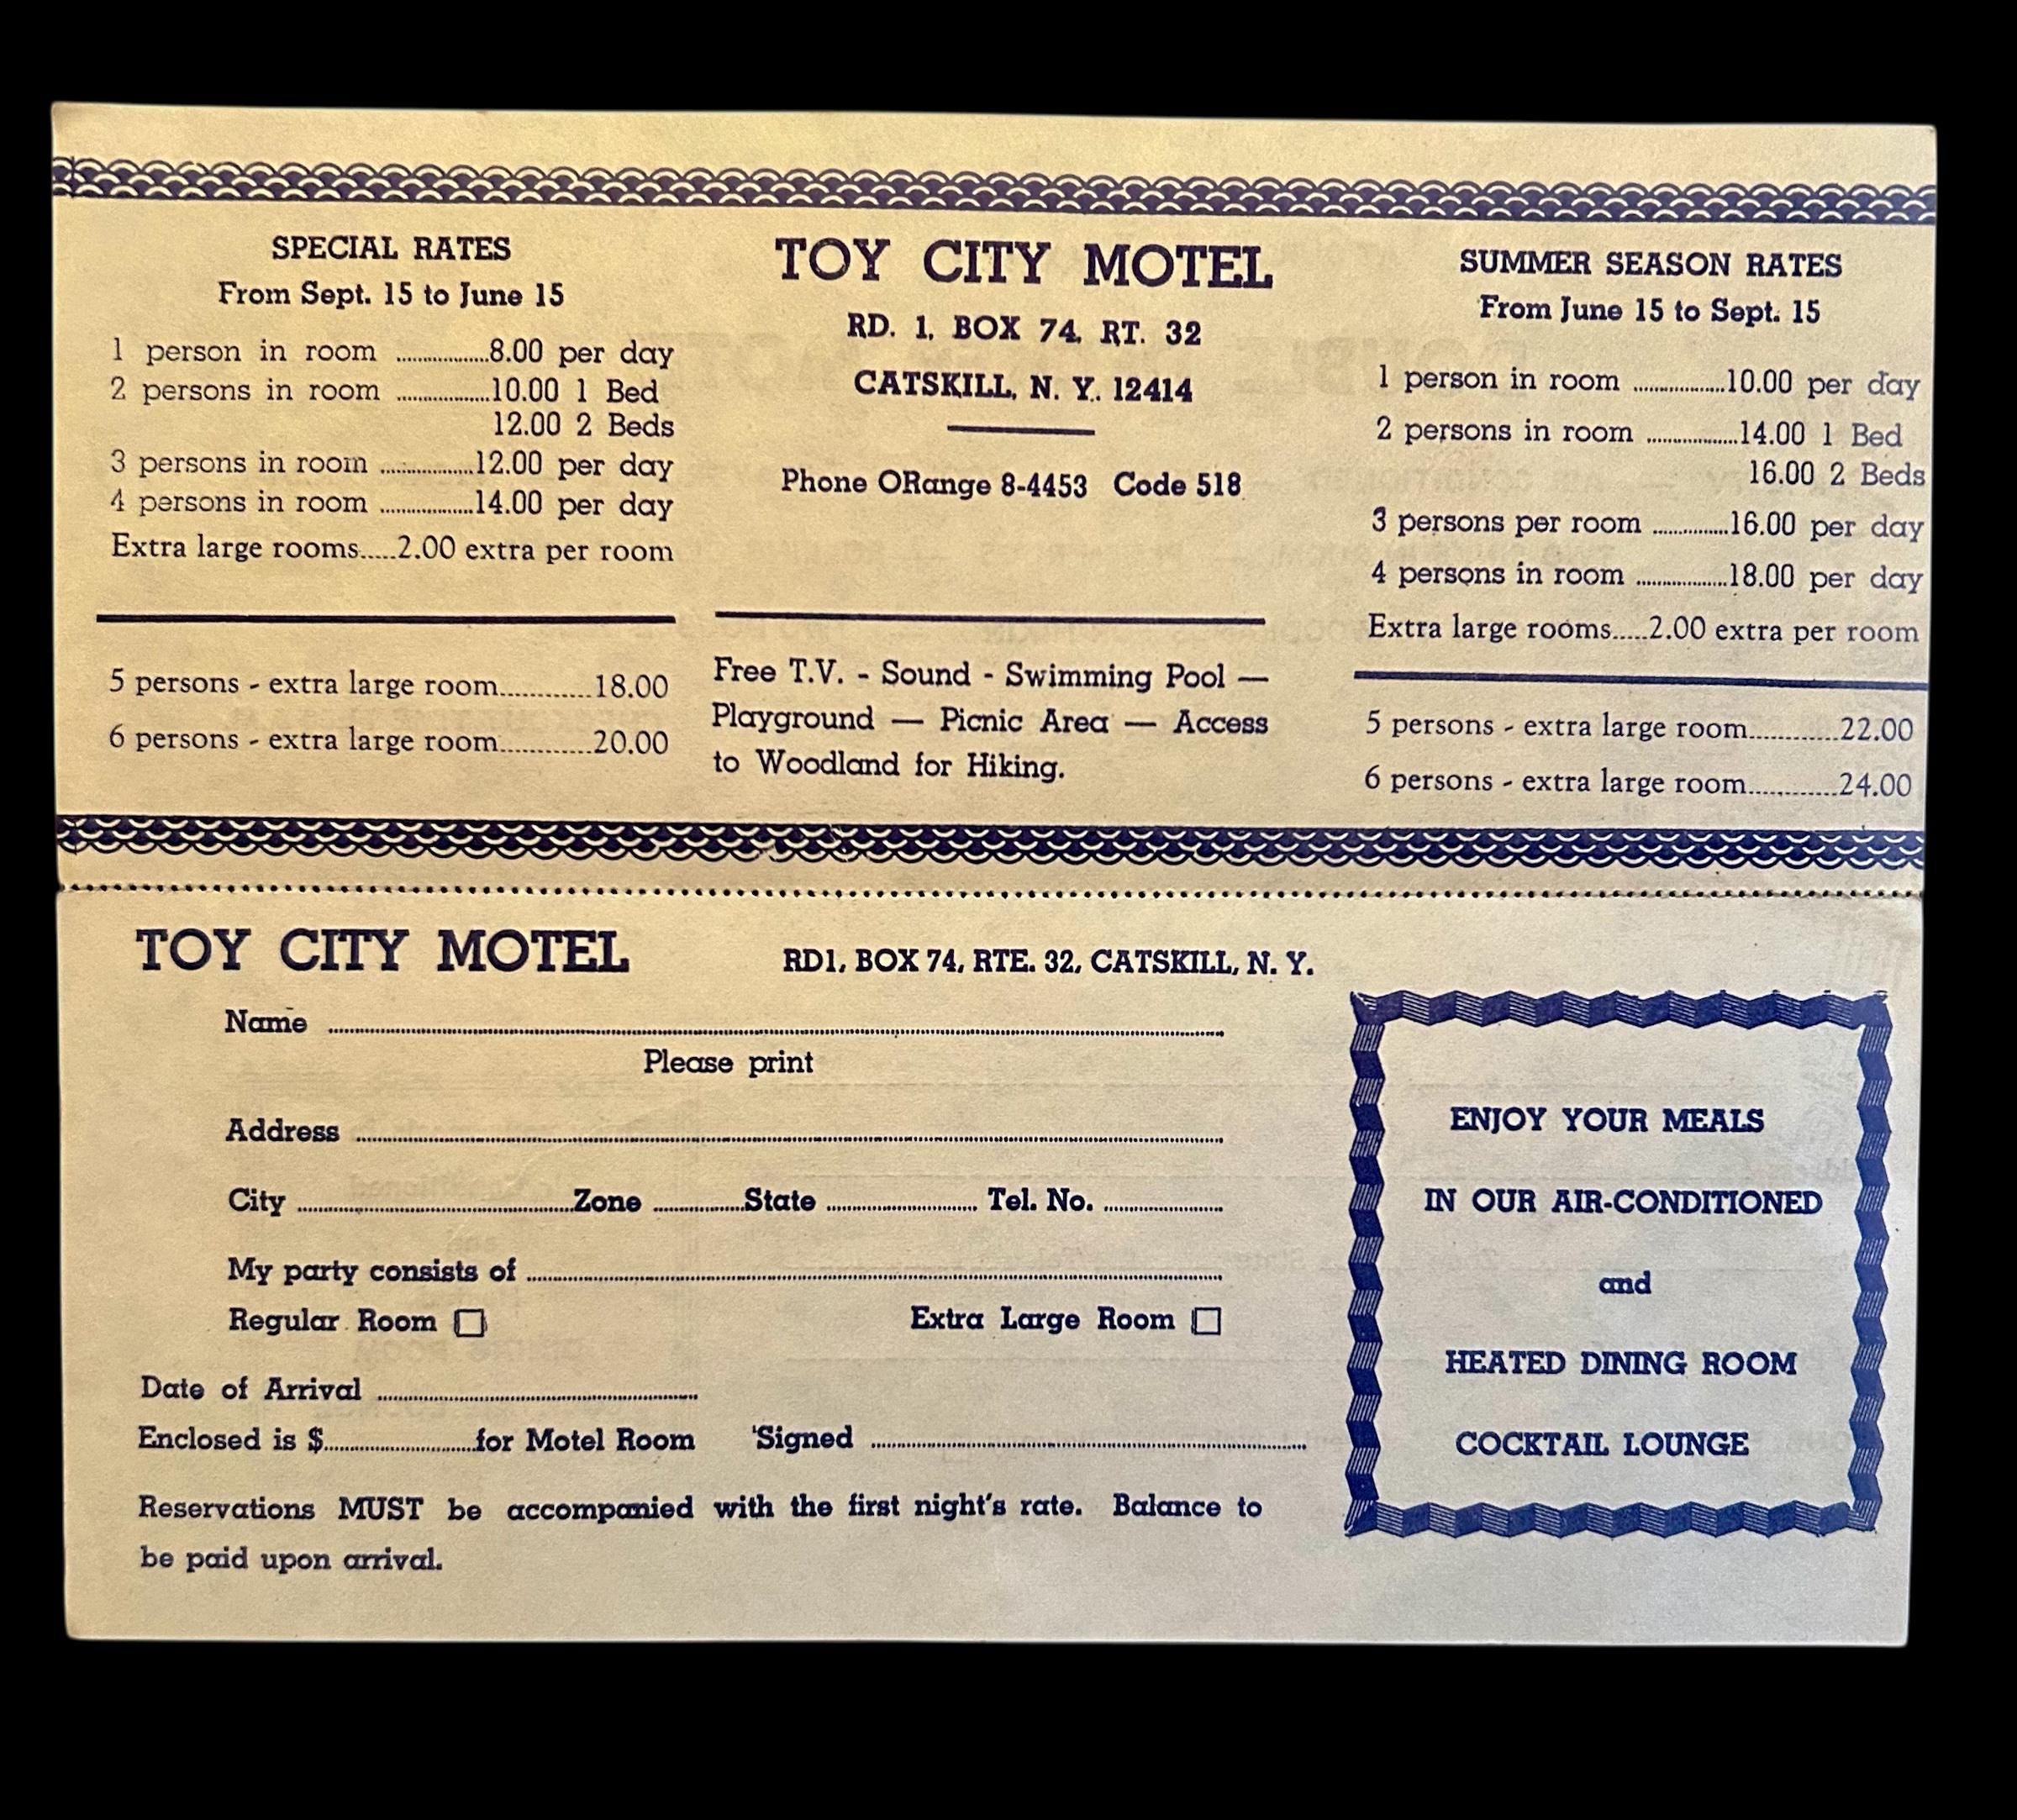 SPECIAL RATES
From Sept. 15 to June 15
1 person in room ..................8.00 per day
2 persons in room ..................10.00 1 Bed
12.00 2 Beds
3 persons in room ..................12.00 per day
4 persons in room ..................14.00 per day
Extra large rooms.....2.00 extra per room
5 persons - extra large room............18.00
6 persons - extra large room............20.00
TOY CITY MOTEL
RD. 1, BOX 74, RT. 32
CATSKILL, N. Y. 12414
Phone ORange 8-4453 Code 518
Free T.V. - Sound - Swimming Pool —
Playground — Picnic Area — Access
to Woodland for Hiking.
SUMMER SEASON RATES
From June 15 to Sept. 15
1 person in room ..................10.00 per day
2 persons in room ..................14.00 1 Bed
16.00 2 Beds
3 persons per room ...............16.00 per day
4 persons in room ..................18.00 per day
Extra large rooms.....2.00 extra per room
5 persons - extra large room............22.00
6 persons - extra large room............24.00
TOY CITY MOTEL RD1, BOX 74, RTE. 32, CATSKILL, N. Y.
Name ..................
Please print
Address ..................
City ..................Zone ..................State .................. Tel. No. ..................
My party consists of ..................
Regular Room ☐ Extra Large Room ☐
Date of Arrival ..................
Enclosed is $..................for Motel Room 'Signed ..................
Reservations MUST be accompanied with the first night's rate. Balance to
be paid upon arrival.
ENJOY YOUR MEALS
IN OUR AIR-CONDITIONED
and
HEATED DINING ROOM
COCKTAIL LOUNGE